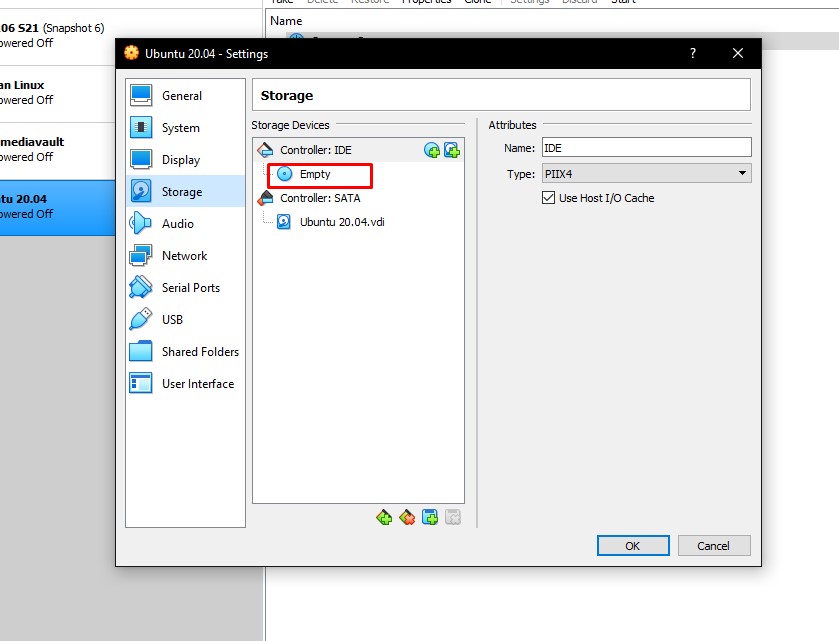 Take Delete Restore Properties Clone Settings Discard Start
Name
06 S21 (Snapshot 6)
owered Off
an Linux
owered Off
mediavault
owered Off
tu 20.04
owered Off
Ubuntu 20.04 - Settings
?
General
System
Display
Storage
Audio
Network
Serial Ports
USB
Shared Folders
User Interface
Storage
Storage Devices
Controller: IDE
Empty
Controller: SATA
Ubuntu 20.04.vdi
Attributes
Name: IDE
Type: PIIX4
Use Host I/O Cache
OK
Cancel